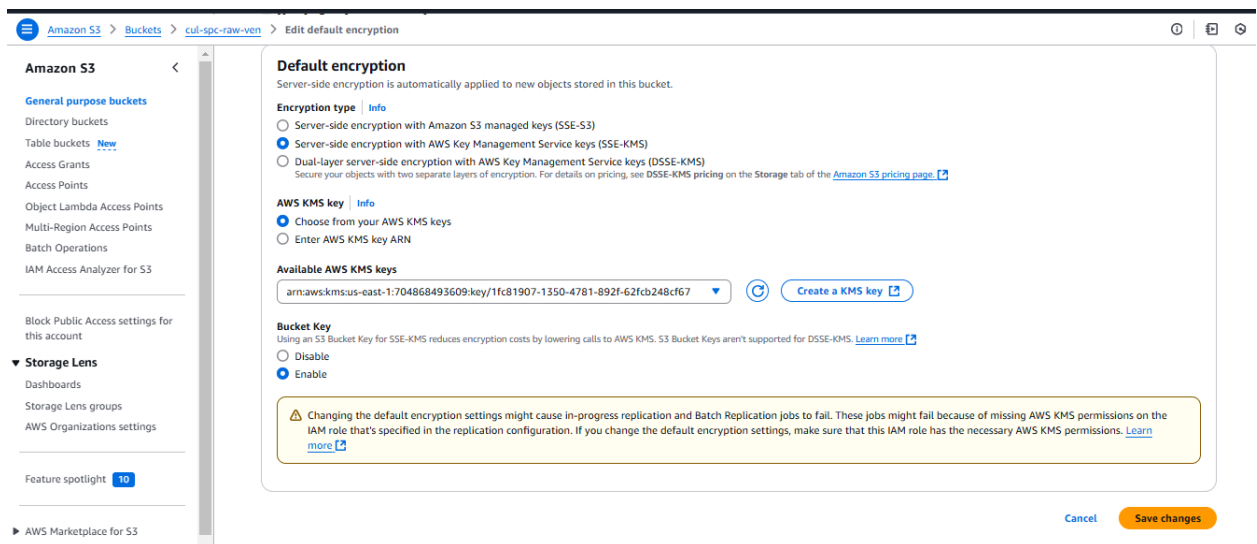 Amazon S3 > Buckets > cul-spc-raw-ven > Edit default encryption
Amazon S3
General purpose buckets
Directory buckets
Table buckets New
Access Grants
Access Points
Object Lambda Access Points
Multi-Region Access Points
Batch Operations
IAM Access Analyzer for S3
Block Public Access settings for
this account
Storage Lens
Dashboards
Storage Lens groups
AWS Organizations settings
Feature spotlight 10
AWS Marketplace for S3
Default encryption
Server-side encryption is automatically applied to new objects stored in this bucket.
Encryption type Info
Server-side encryption with Amazon S3 managed keys (SSE-S3)
Server-side encryption with AWS Key Management Service keys (SSE-KMS)
Dual-layer server-side encryption with AWS Key Management Service keys (DSSE-KMS)
Secure your objects with two separate layers of encryption. For details on pricing, see DSSE-KMS pricing on the Storage tab of the Amazon S3 pricing page.
AWS KMS key Info
Choose from your AWS KMS keys
Enter AWS KMS key ARN
Available AWS KMS keys
arn:aws:kms:us-east-1:704868493609:key/1fc81907-1350-4781-892f-62fcb248cf67
Create a KMS key
Bucket Key
Using an S3 Bucket Key for SSE-KMS reduces encryption costs by lowering calls to AWS KMS. S3 Bucket Keys aren't supported for DSSE-KMS. Learn more
Disable
Enable
Changing the default encryption settings might cause in-progress replication and Batch Replication jobs to fail. These jobs might fail because of missing AWS KMS permissions on the
IAM role that's specified in the replication configuration. If you change the default encryption settings, make sure that this IAM role has the necessary AWS KMS permissions. Learn
more
Cancel
Save changes